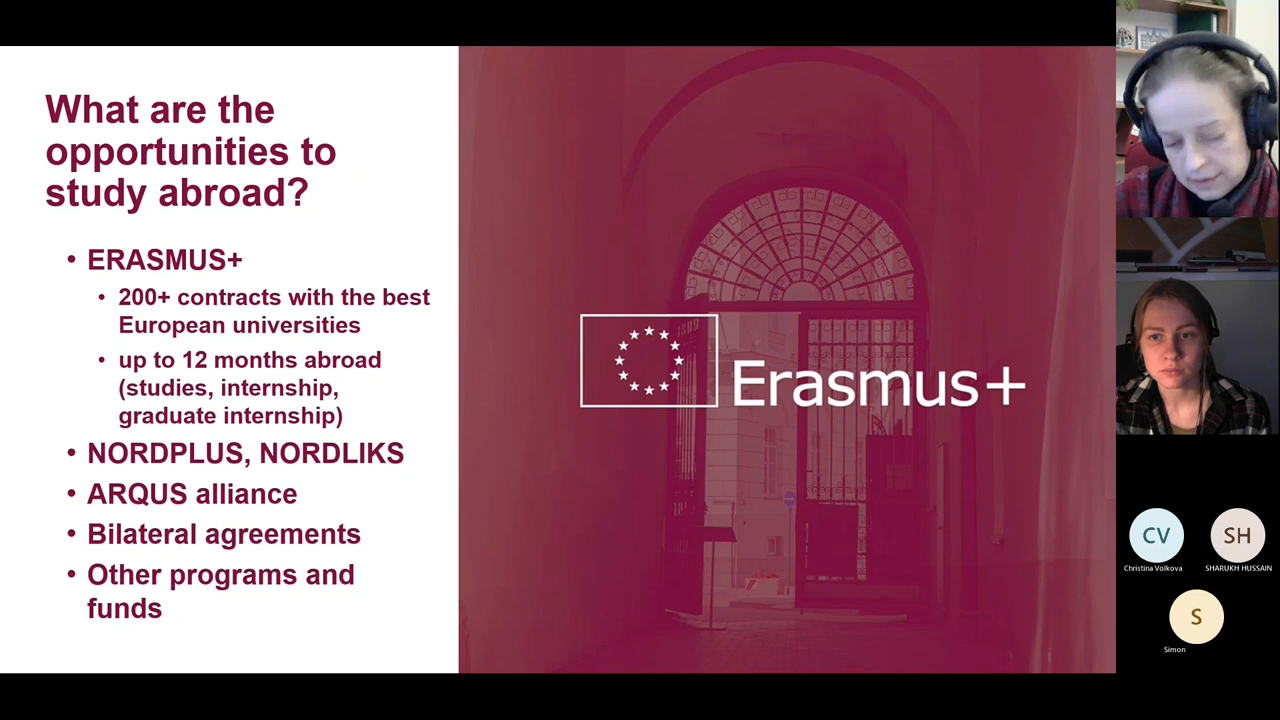 What are the
opportunities to
study abroad?
• ERASMUS+
• 200+ contracts with the best
European universities
• up to 12 months abroad
(studies, internship,
graduate internship)
• NORDPLUS, NORDLIKS
• ARQUS alliance
• Bilateral agreements
• Other programs and
funds
Erasmus+
CV
Christina Volkova
SH
SHARUKH HUSSAIN
S
Simon